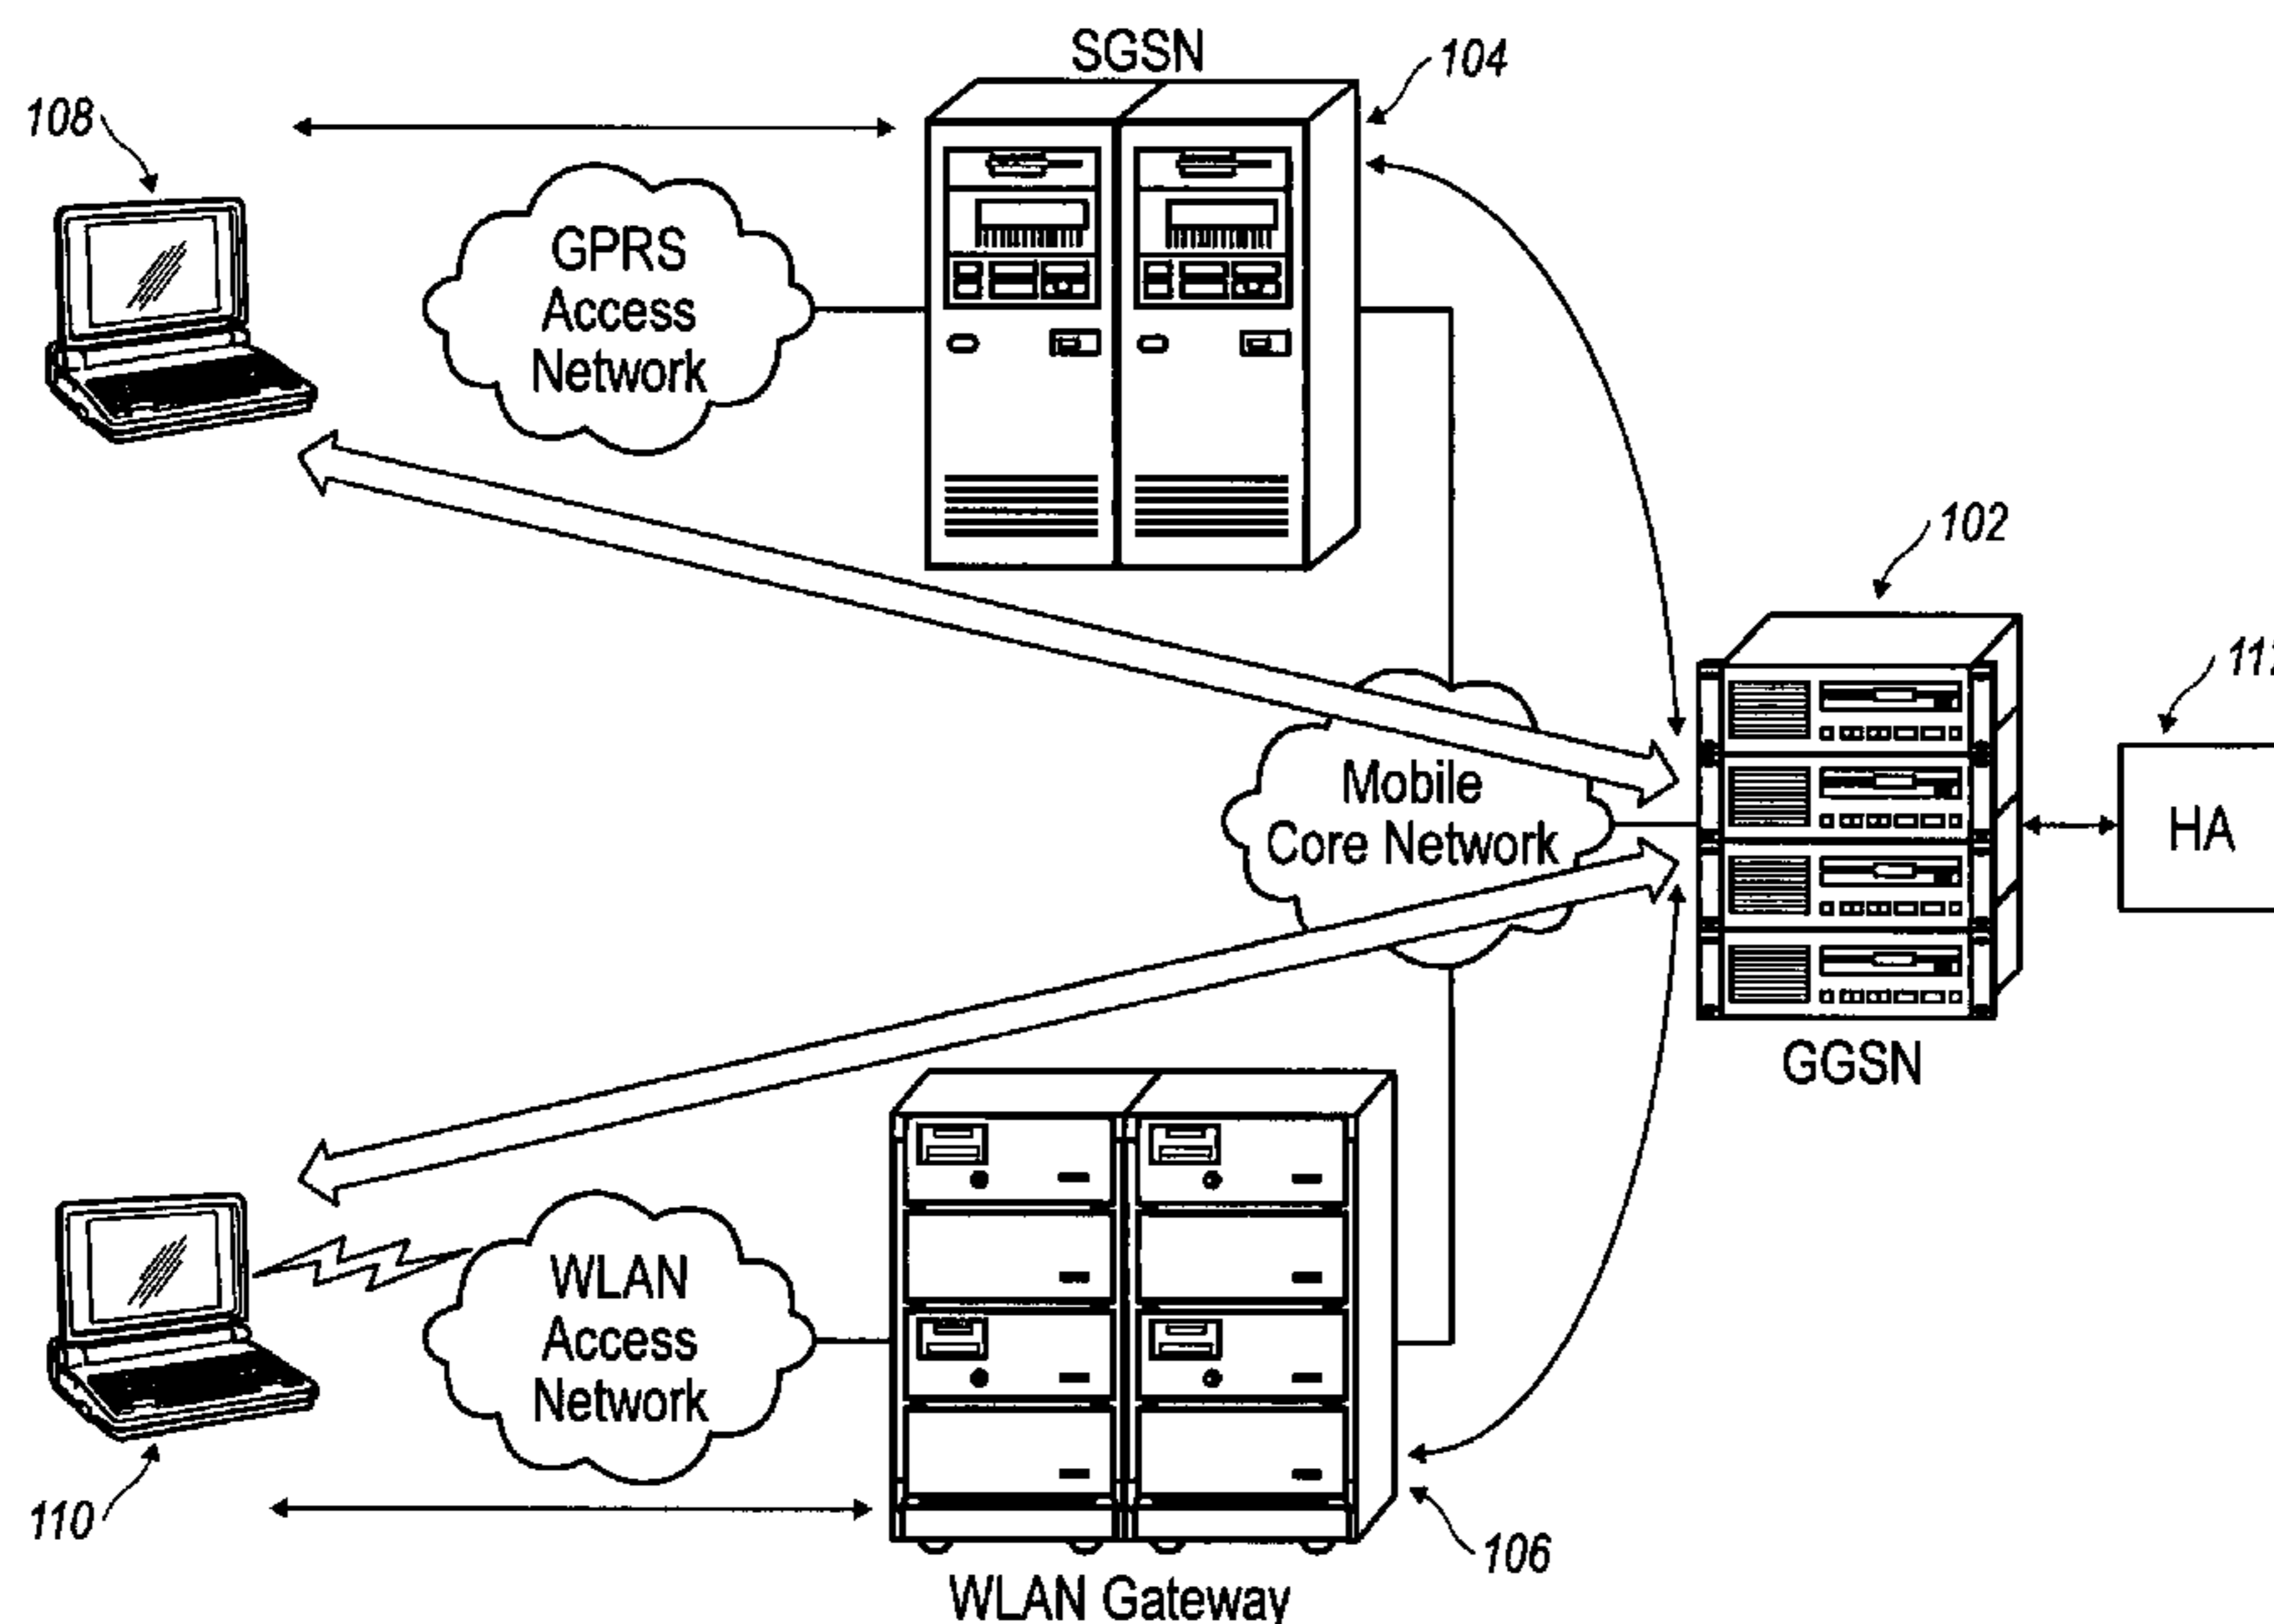 SGSN
104
108
GPRS
Access
Network
102
Mobile
Core Network
HA
GGSN
WLAN
Access
Network
110
106
WLAN Gateway